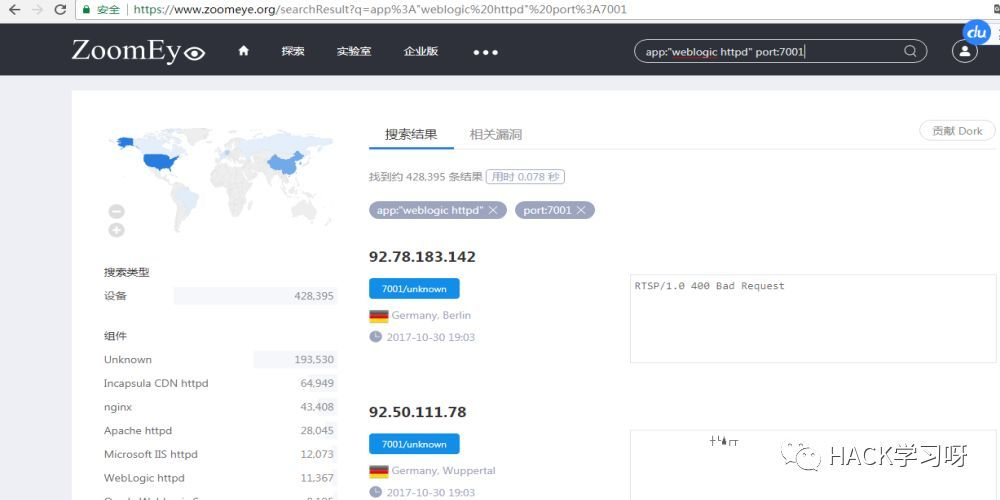 安全 https://www.zoomeye.org/searchResult?q=app%3A"weblogic%20httpd"%20port%3A7001
ZoomEye 探索 实验室 企业版 ••• app:"weblogic httpd" port:7001
du
搜索结果 相关漏洞 贡献 Dork
找到约 428,395 条结果 用时 0.078 秒
app:"weblogic httpd" × port:7001 ×
搜索类型
设备 428,395
组件
Unknown 193,530
Incapsula CDN httpd 64,949
nginx 43,408
Apache httpd 28,045
Microsoft IIS httpd 12,073
WebLogic httpd 11,367
92.78.183.142
7001/unknown
Germany, Berlin
2017-10-30 19:03
RTSP/1.0 400 Bad Request
92.50.111.78
7001/unknown
Germany, Wuppertal
2017-10-30 19:03
HACK学习呀